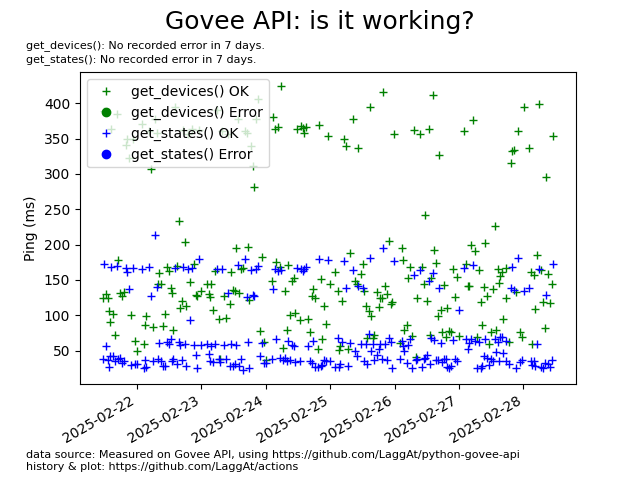 Govee API: is it working?
get_devices(): No recorded error in 7 days.
get_states(): No recorded error in 7 days.
get_devices() OK
get_devices() Error
get_states() OK
get_states() Error
Ping (ms)
400
350
300
250
200
150
100
50
2025-02-22
2025-02-23
2025-02-24
2025-02-25
2025-02-26
2025-02-27
2025-02-28
data source: Measured on Govee API, using https://github.com/LaggAt/python-govee-api
history & plot: https://github.com/LaggAt/actions